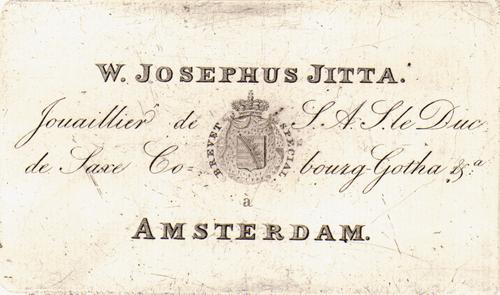 W. JOSEPHUS JITTA.
Jouaillier de S. A. S. le Duc
de Saxe Co=bourg-Gotha &.a
BREVET SPECIAL
à
AMSTERDAM.